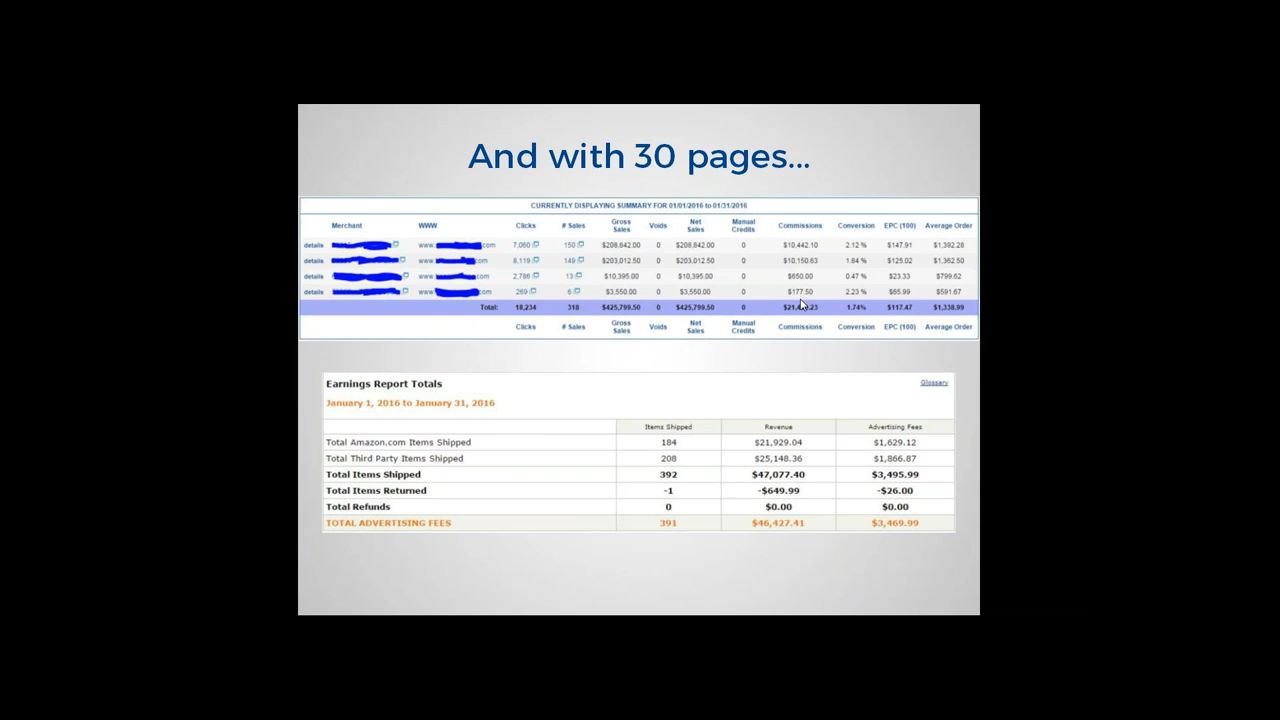 And with 30 pages...
CURRENTLY DISPLAYING SUMMARY FOR 01/01/2016 to 01/31/2016
Merchant WWW Clicks # Sales Gross Sales Voids Net Sales Manual Credits Commissions Conversion EPC (100) Average Order
details www. .com 7,060 150 $208,842.00 0 $208,842.00 0 $10,442.10 2.12 % $147.91 $1,392.28
details www. .com 8,119 149 $203,012.50 0 $203,012.50 0 $10,150.63 1.84 % $125.02 $1,362.50
details www. .com 2,786 13 $10,395.00 0 $10,395.00 0 $650.00 0.47 % $23.33 $799.62
details www. .com 269 6 $3,550.00 0 $3,550.00 0 $177.50 2.23 % $65.99 $591.67
Total: 18,234 318 $425,799.50 0 $425,799.50 0 1.74% $117.47 $1,338.99
Clicks # Sales Gross Sales Voids Net Sales Manual Credits Commissions Conversion EPC (100) Average Order
Earnings Report Totals Glossary
January 1, 2016 to January 31, 2016
Items Shipped Revenue Advertising Fees
Total Amazon.com Items Shipped 184 $21,929.04 $1,629.12
Total Third Party Items Shipped 208 $25,148.36 $1,866.87
Total Items Shipped 392 $47,077.40 $3,495.99
Total Items Returned -1 -$649.99 -$26.00
Total Refunds 0 $0.00 $0.00
TOTAL ADVERTISING FEES 391 $46,427.41 $3,469.99